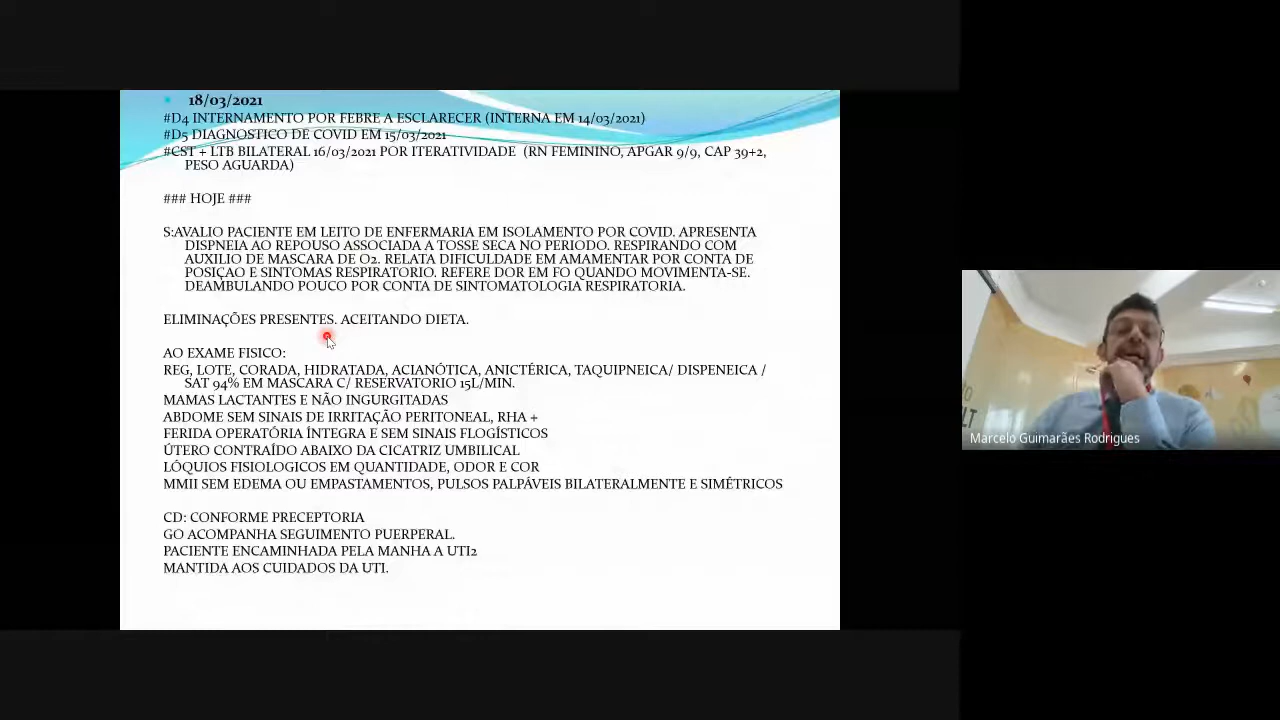 18/03/2021
#D4 INTERNAMENTO POR FEBRE A ESCLARECER (INTERNA EM 14/03/2021)
#D5 DIAGNOSTICO DE COVID EM 15/03/2021
#CST + LTB BILATERAL 16/03/2021 POR ITERATIVIDADE (RN FEMININO, APGAR 9/9, CAP 39+2,
PESO AGUARDA)
### HOJE ###
S:AVALIO PACIENTE EM LEITO DE ENFERMARIA EM ISOLAMENTO POR COVID. APRESENTA
DISPNEIA AO REPOUSO ASSOCIADA A TOSSE SECA NO PERIODO. RESPIRANDO COM
AUXILIO DE MASCARA DE O2. RELATA DIFICULDADE EM AMAMENTAR POR CONTA DE
POSIÇAO E SINTOMAS RESPIRATORIO. REFERE DOR EM FO QUANDO MOVIMENTA-SE.
DEAMBULANDO POUCO POR CONTA DE SINTOMATOLOGIA RESPIRATORIA.
ELIMINAÇÕES PRESENTES. ACEITANDO DIETA.
AO EXAME FISICO:
REG, LOTE, CORADA, HIDRATADA, ACIANÓTICA, ANICTÉRICA, TAQUIPNEICA/ DISPENEICA /
SAT 94% EM MASCARA C/ RESERVATORIO 15L/MIN.
MAMAS LACTANTES E NÃO INGURGITADAS
ABDOME SEM SINAIS DE IRRITAÇÃO PERITONEAL, RHA +
FERIDA OPERATÓRIA ÍNTEGRA E SEM SINAIS FLOGÍSTICOS
ÚTERO CONTRAÍDO ABAIXO DA CICATRIZ UMBILICAL
LÓQUIOS FISIOLOGICOS EM QUANTIDADE, ODOR E COR
MMII SEM EDEMA OU EMPASTAMENTOS, PULSOS PALPÁVEIS BILATERALMENTE E SIMÉTRICOS
CD: CONFORME PRECEPTORIA
GO ACOMPANHA SEGUIMENTO PUERPERAL.
PACIENTE ENCAMINHADA PELA MANHA A UTI2
MANTIDA AOS CUIDADOS DA UTI.
LT
Marcelo Guimarães Rodrigues